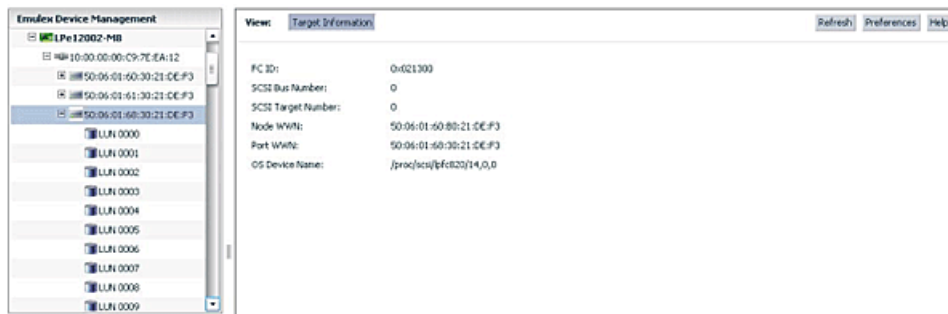 Emulex Device Management
LPe12002-M8
10:00:00:00:C9:7E:EA:12
50:06:01:60:30:21:DE:F3
50:06:01:61:30:21:DE:F3
50:06:01:68:30:21:DE:F3
LUN 0000
LUN 0001
LUN 0002
LUN 0003
LUN 0004
LUN 0005
LUN 0006
LUN 0007
LUN 0008
LUN 0009
View: Target Information Refresh Preferences Help
FC ID: 0x021300
SCSI Bus Number: 0
SCSI Target Number: 0
Node WWN: 50:06:01:60:80:21:DE:F3
Port WWN: 50:06:01:68:30:21:DE:F3
OS Device Name: /proc/scsi/lpfc820/14,0,0